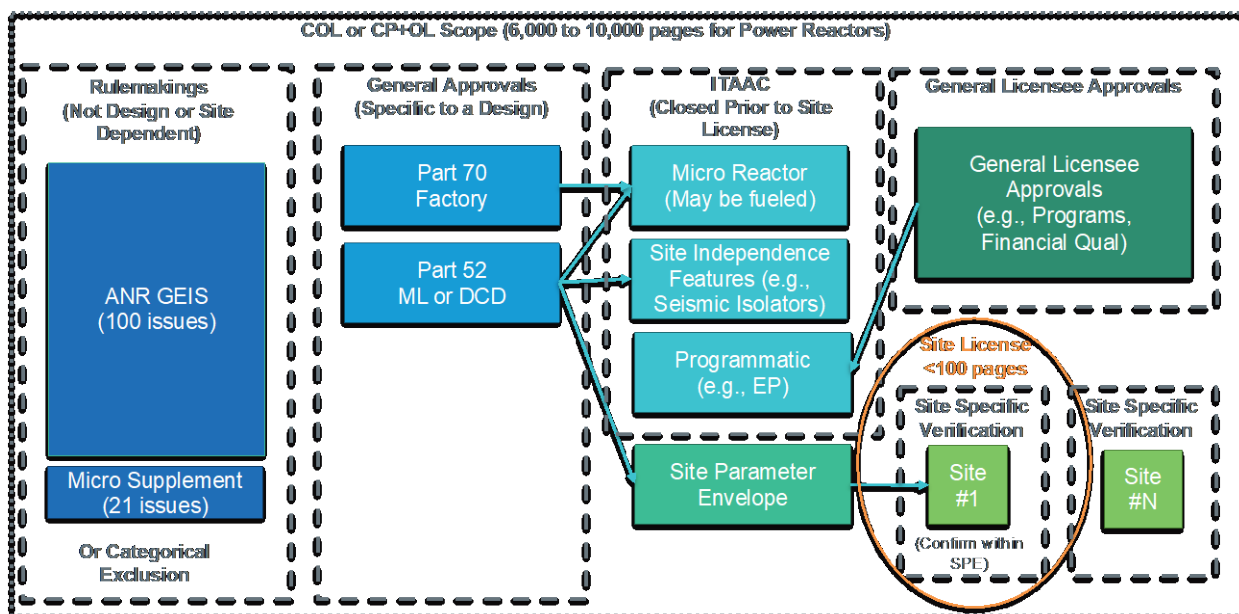 COL or CP+OL Scope (6,000 to 10,000 pages for Power Reactors)
Rulemakings
(Not Design or Site
Dependent)
ANR GEIS
(100 issues)
Micro Supplement
(21 issues)
Or Categorical
Exclusion
General Approvals
(Specific to a Design)
Part 70
Factory
Part 52
ML or DCD
ITAAC
(Closed Prior to Site
License)
Micro Reactor
(May be fueled)
Site Independence
Features (e.g.,
Seismic Isolators)
Programmatic
(e.g., EP)
Site Parameter
Envelope
General Licensee Approvals
General Licensee
Approvals
(e.g., Programs,
Financial Qual)
Site License
<100 pages
Site Specific
Verification
Site
#1
(Confirm within
SPE)
Site Specific
Verification
Site
#N